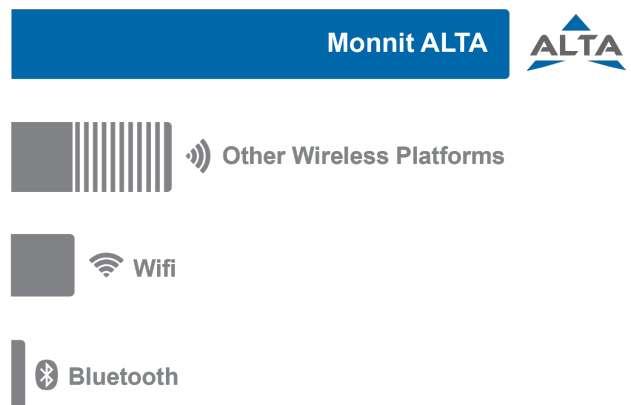 Monnit ALTA
ALTA
Other Wireless Platforms
Wifi
Bluetooth